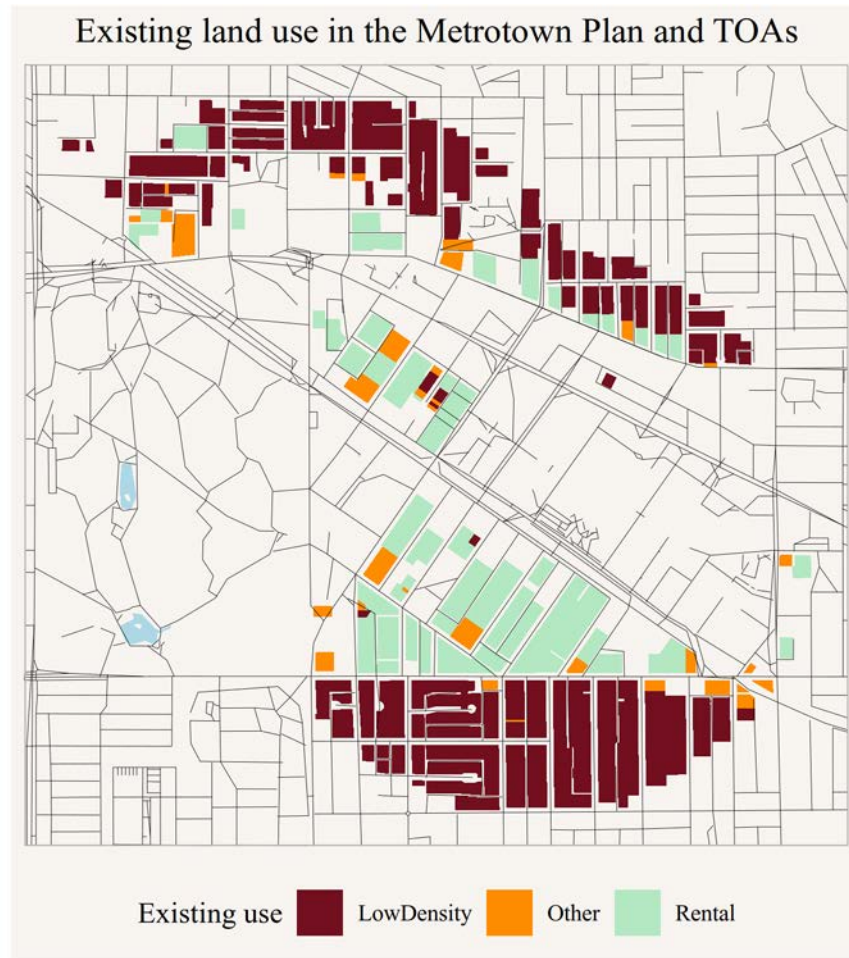 Existing land use in the Metrotown Plan and TOAs
Existing use LowDensity Other Rental